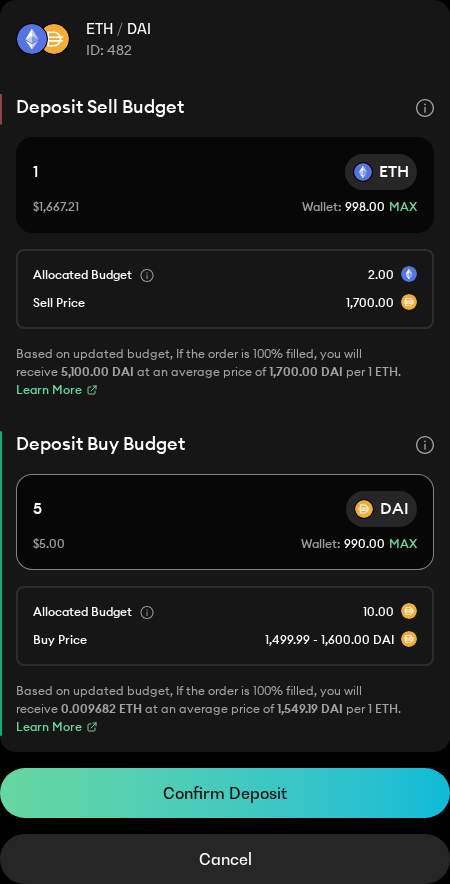 ETH / DAI
ID: 482
Deposit Sell Budget
1 ETH
$1,667.21 Wallet: 998.00 MAX
Allocated Budget 2.00
Sell Price 1,700.00
Based on updated budget, If the order is 100% filled, you will
receive 5,100.00 DAI at an average price of 1,700.00 DAI per 1 ETH.
Learn More
Deposit Buy Budget
5 DAI
$5.00 Wallet: 990.00 MAX
Allocated Budget 10.00
Buy Price 1,499.99 - 1,600.00 DAI
Based on updated budget, If the order is 100% filled, you will
receive 0.009682 ETH at an average price of 1,549.19 DAI per 1 ETH.
Learn More
Confirm Deposit
Cancel